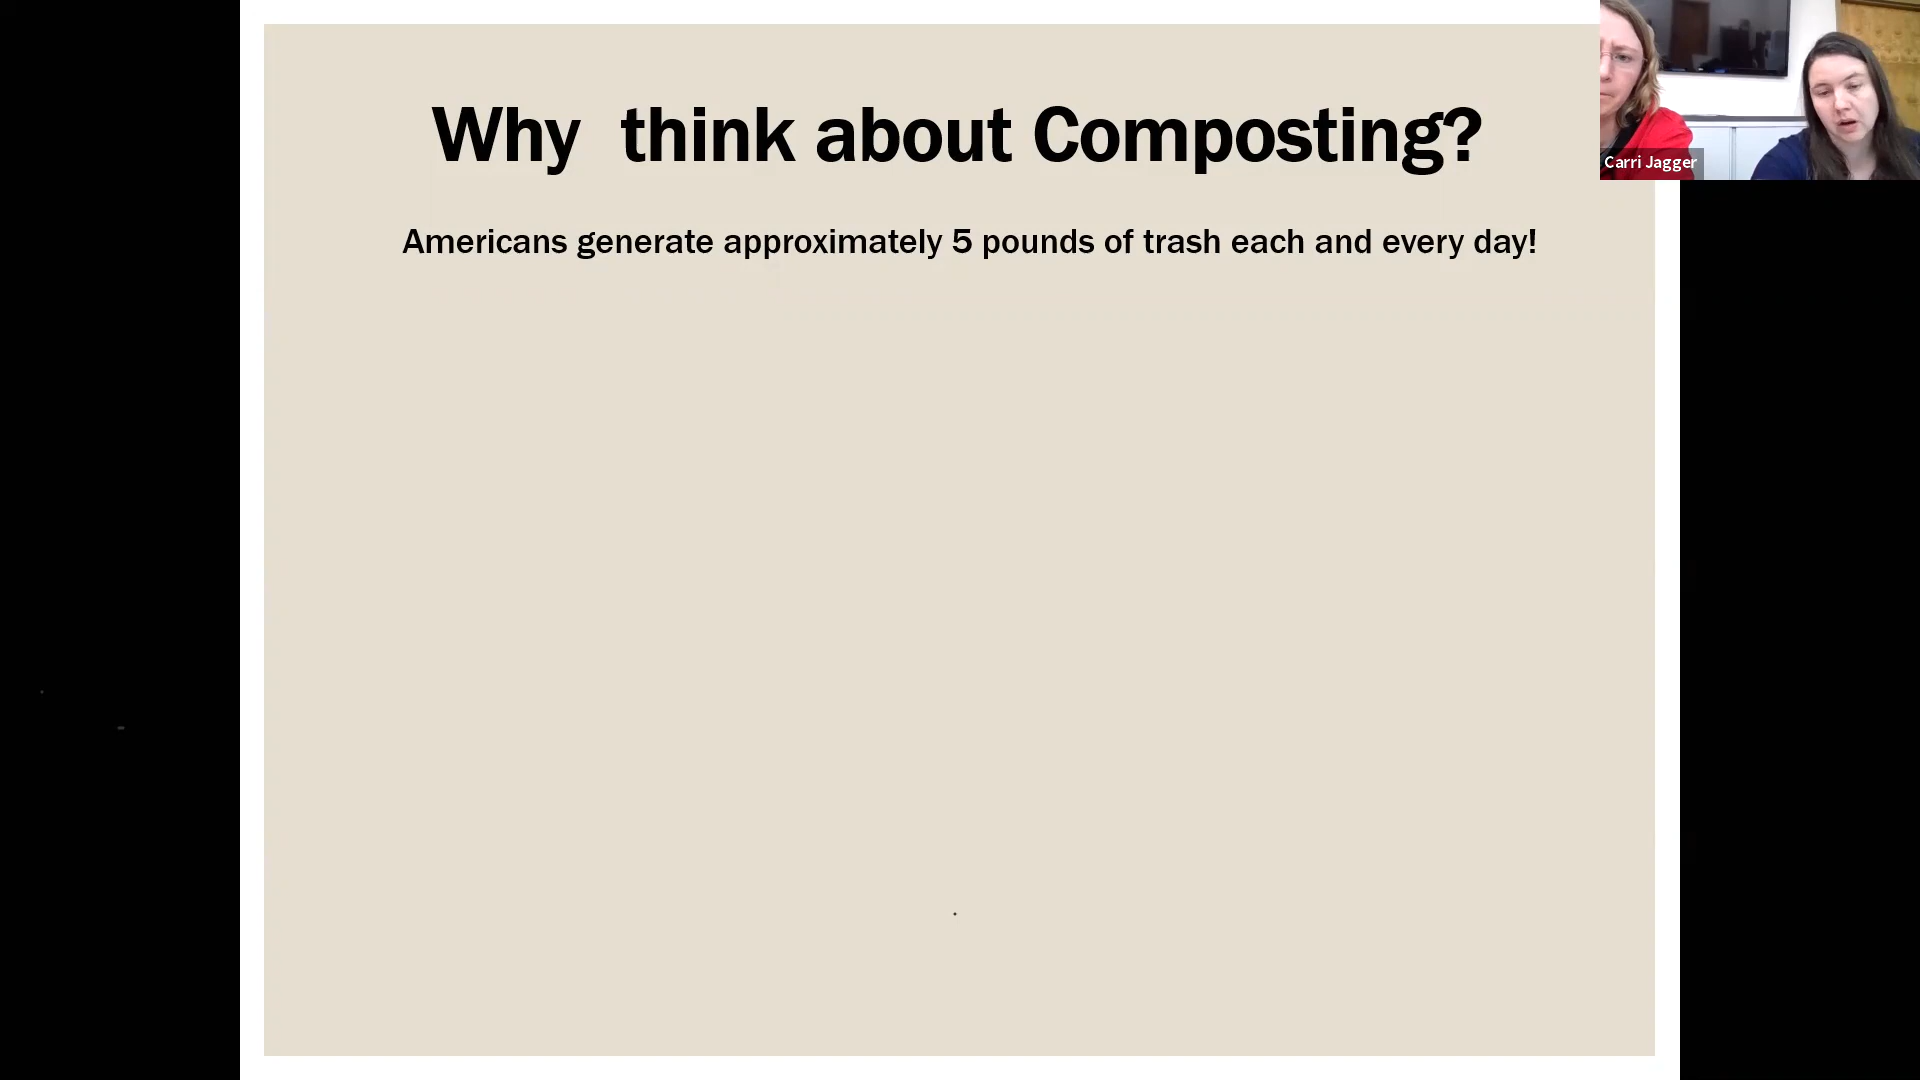 Why  think about Composting?
Americans generate approximately 5 pounds of trash each and every day!
Carri Jagger